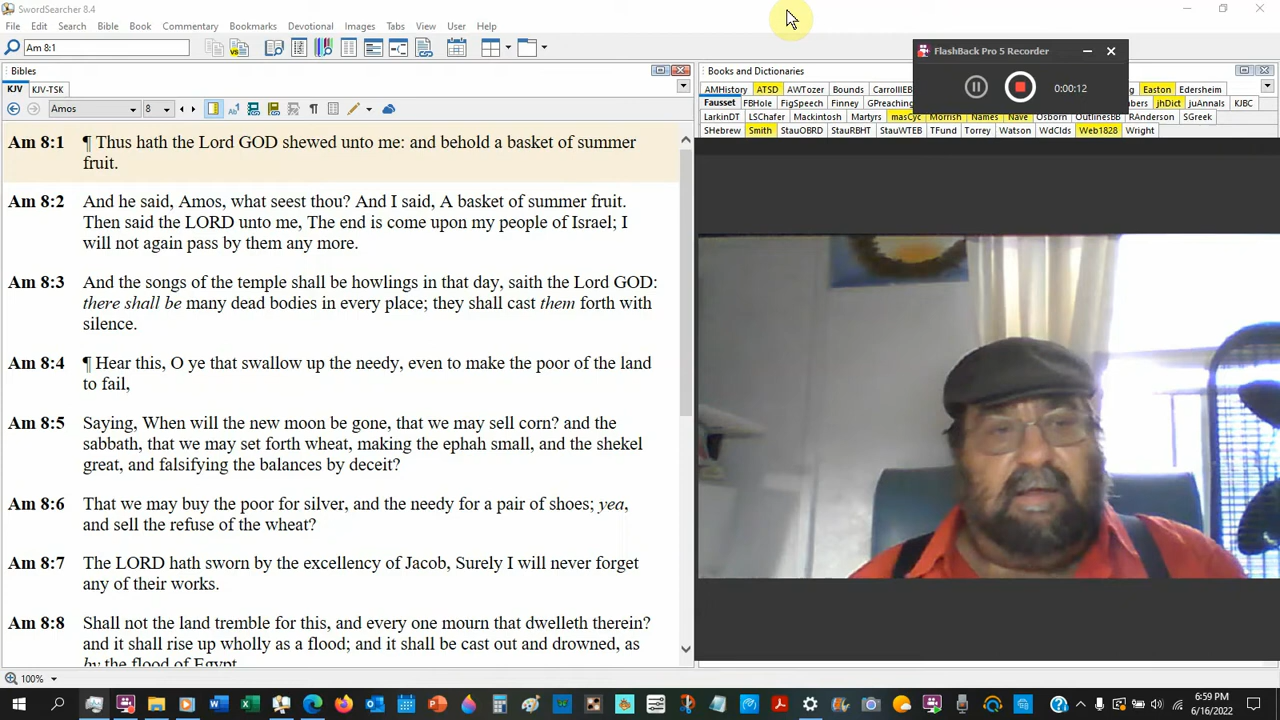 SwordSearcher 8.4
File Edit Search Bible Book Commentary Bookmarks Devotional Images Tabs View User Help
Am 8:1
Bibles
KJV KJV-TSK
Amos 8
Am 8:1 ¶ Thus hath the Lord GOD shewed unto me: and behold a basket of summer
fruit.
Am 8:2 And he said, Amos, what seest thou? And I said, A basket of summer fruit.
Then said the LORD unto me, The end is come upon my people of Israel; I
will not again pass by them any more.
Am 8:3 And the songs of the temple shall be howlings in that day, saith the Lord GOD:
there shall be many dead bodies in every place; they shall cast them forth with
silence.
Am 8:4 ¶ Hear this, O ye that swallow up the needy, even to make the poor of the land
to fail,
Am 8:5 Saying, When will the new moon be gone, that we may sell corn? and the
sabbath, that we may set forth wheat, making the ephah small, and the shekel
great, and falsifying the balances by deceit?
Am 8:6 That we may buy the poor for silver, and the needy for a pair of shoes; yea,
and sell the refuse of the wheat?
Am 8:7 The LORD hath sworn by the excellency of Jacob, Surely I will never forget
any of their works.
Am 8:8 Shall not the land tremble for this, and every one mourn that dwelleth therein?
and it shall rise up wholly as a flood; and it shall be cast out and drowned, as
by the flood of Egypt
100%
FlashBack Pro 5 Recorder
0:00:12
Books and Dictionaries
AMHistory ATSD AWTozer Bounds CarrollEB Easton Edersheim
Fausset FBHole FigSpeech Finney GPreaching jhDict juAnnals KJBC
LarkinDT LSChafer Mackintosh Martyrs masCyc Morrish Names Nave Osborn OutlinesBB RAnderson SGreek
SHebrew Smith StauOBRD StauRBHT StauWTEB TFund Torrey Watson WdClds Web1828 Wright
6:59 PM
6/16/2022